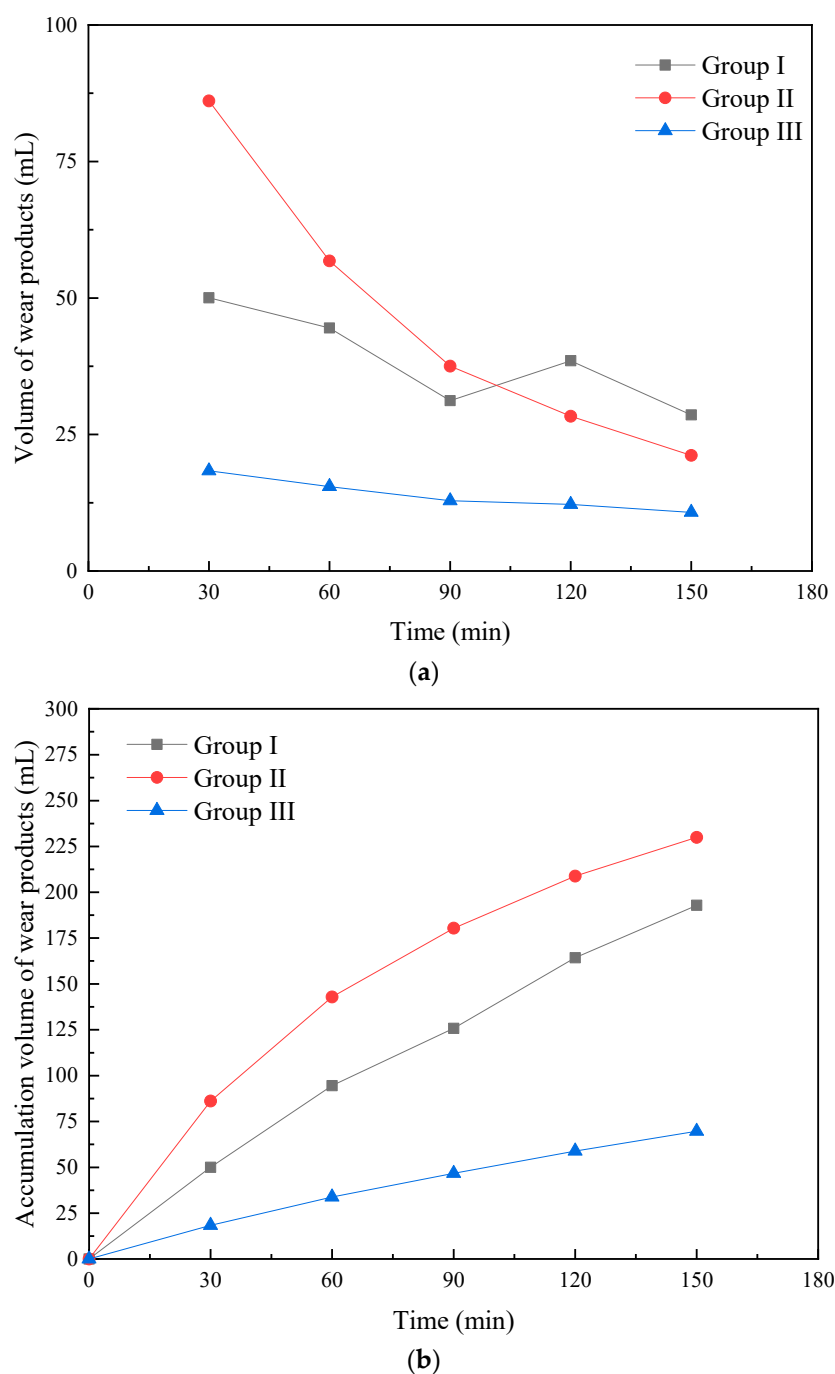 100
75
50
25
0
Volume of wear products (mL)
Group I
Group II
Group III
0 30 60 90 120 150 180
Time (min)
(a)
300
275
250
225
200
175
150
125
100
75
50
25
0
Accumulation volume of wear products (mL)
Group I
Group II
Group III
0 30 60 90 120 150 180
Time (min)
(b)